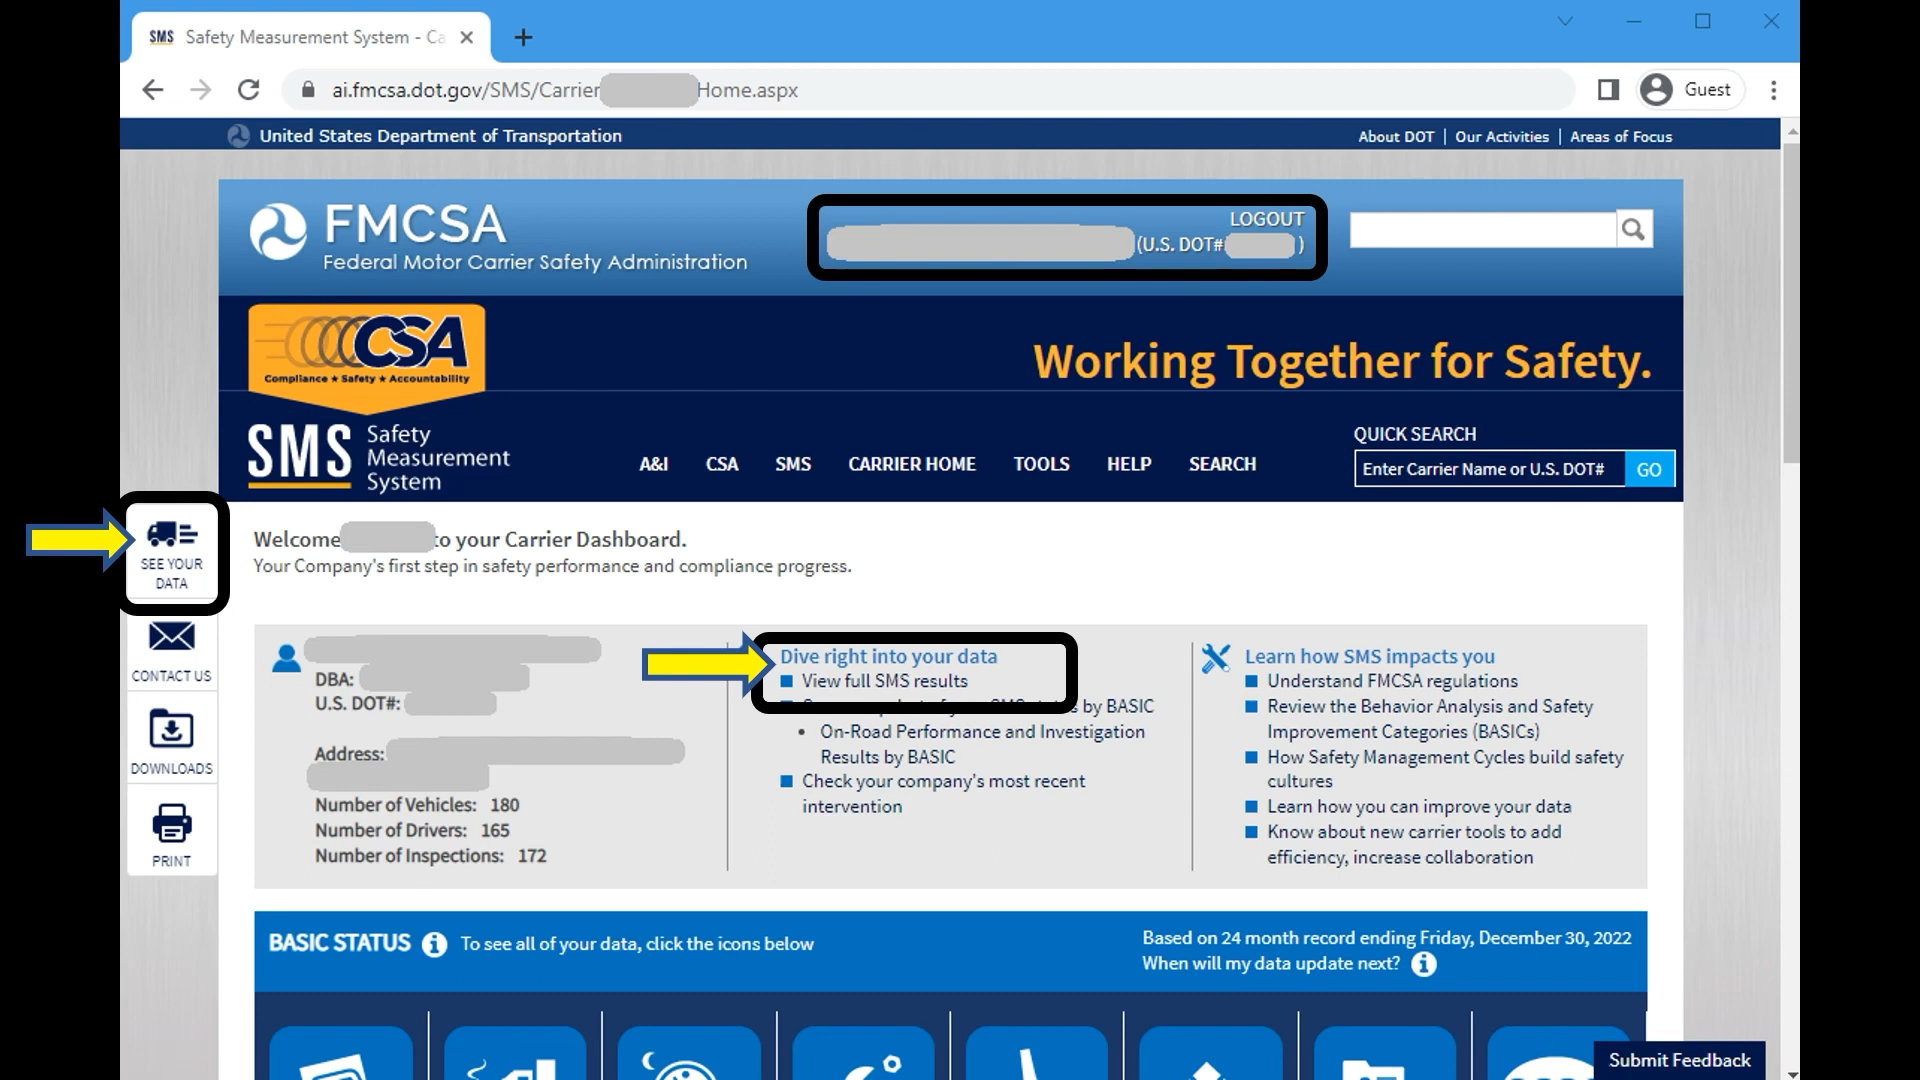 SMS Safety Measurement System - Ca
ai.fmcsa.dot.gov/SMS/Carrier Home.aspx
Guest
United States Department of Transportation
About DOT | Our Activities | Areas of Focus
LOGOUT
FMCSA
(U.S. DOT# )
Federal Motor Carrier Safety Administration
CSA
Compliance ★ Safety ★ Accountability
Working Together for Safety.
SMS Safety
Measurement
System
A&I CSA SMS CARRIER HOME TOOLS HELP SEARCH
QUICK SEARCH
Enter Carrier Name or U.S. DOT# GO
SEE YOUR
DATA
CONTACT US
DOWNLOADS
PRINT
Welcome to your Carrier Dashboard.
Your Company's first step in safety performance and compliance progress.
DBA:
U.S. DOT#:
Address:
Number of Vehicles: 180
Number of Drivers: 165
Number of Inspections: 172
Dive right into your data
View full SMS results
by BASIC
On-Road Performance and Investigation
Results by BASIC
Check your company's most recent
intervention
Learn how SMS impacts you
Understand FMCSA regulations
Review the Behavior Analysis and Safety
Improvement Categories (BASICs)
How Safety Management Cycles build safety
cultures
Learn how you can improve your data
Know about new carrier tools to add
efficiency, increase collaboration
BASIC STATUS To see all of your data, click the icons below
Based on 24 month record ending Friday, December 30, 2022
When will my data update next?
Submit Feedback